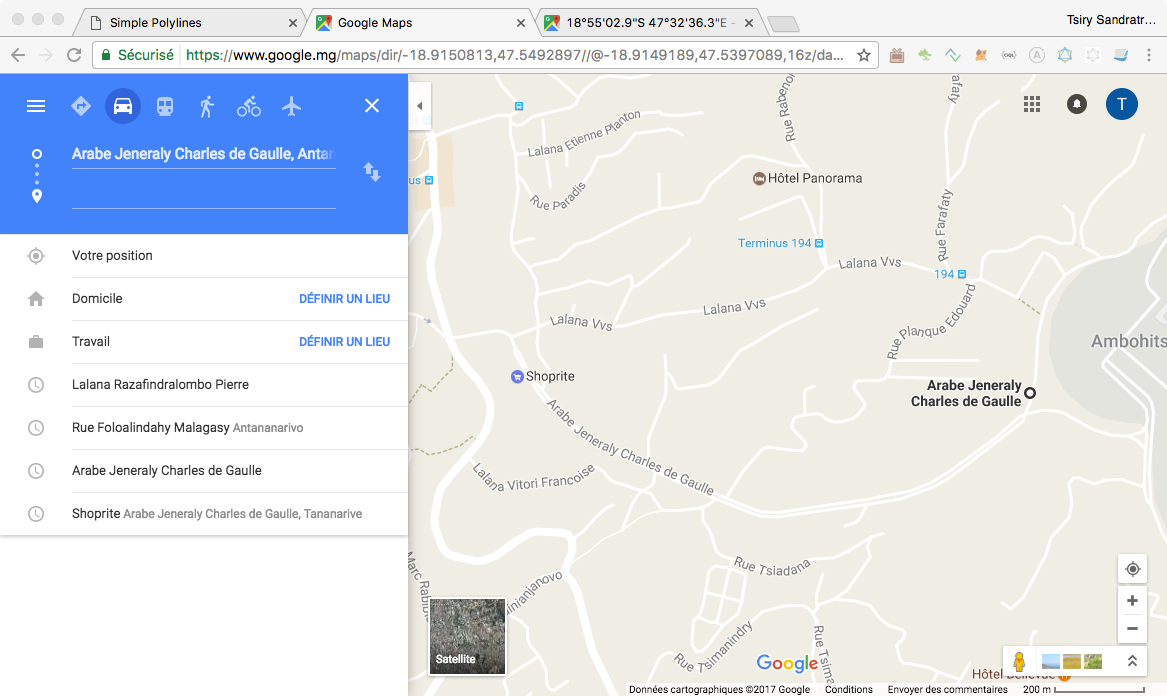 Simple Polylines
Google Maps
18°55'02.9"S 47°32'36.3"E -
Tsiry Sandratr...
Sécurisé
https://www.google.mg/maps/dir/-18.9150813,47.5492897//@-18.9149189,47.5397089,16z/da...
T
Arabe Jeneraly Charles de Gaulle, Antan
Votre position
Domicile
DÉFINIR UN LIEU
Travail
DÉFINIR UN LIEU
Lalana Razafindralombo Pierre
Rue Foloalindahy Malagasy Antananarivo
Arabe Jeneraly Charles de Gaulle
Shoprite Arabe Jeneraly Charles de Gaulle, Tananarive
Rue Rabenor
farafaty
Lalana Etienne Planton
us
Rue Paradis
Hôtel Panorama
Rue Farafaty
Terminus 194
Lalana Vvs
194
Lalana Vvs
Lalana Vvs
Rue Planque Edouard
Ambohits
Shoprite
Arabe Jeneraly
Charles de Gaulle
Arabe Jeneraly Charles de Gaulle
Lalana Vitori Francoise
Rue Tsiadana
Marc Rabibi
inianjanovo
Rue Tsimanindry
Rue Tsima
Satellite
Google
Hôtel Bellevue
Données cartographiques ©2017 Google
Conditions
Envoyer des commentaires
200 m